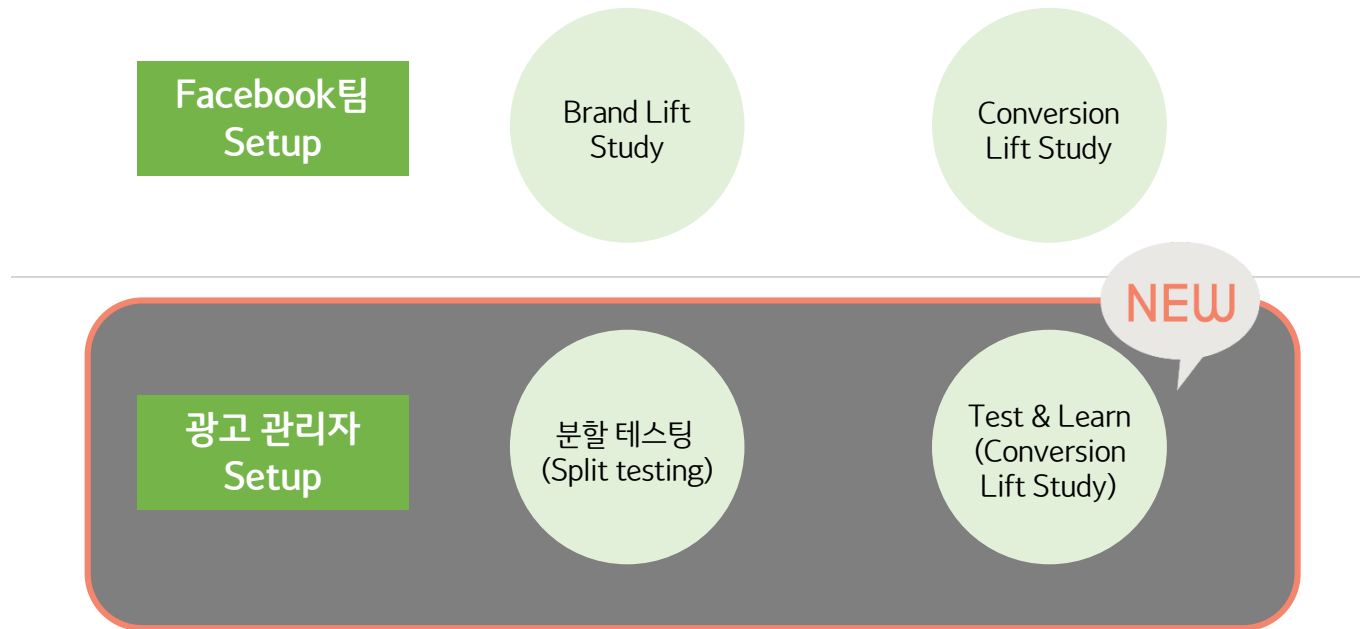 Facebook팀
Setup
Brand Lift
Study
Conversion
Lift Study
NEW
광고 관리자
Setup
분할 테스팅
(Split testing)
Test & Learn
(Conversion
Lift Study)